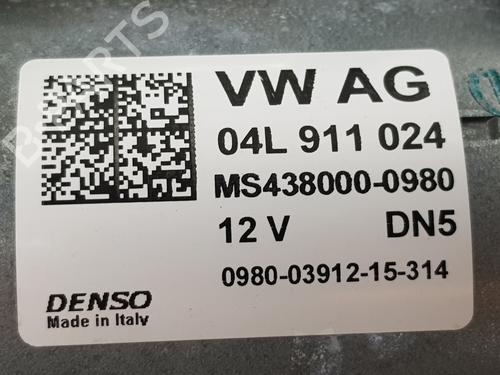 VW AG
04L 911 024
MS438000-0980
12 V DN5
0980-03912-15-314
DENSO
Made in Italy